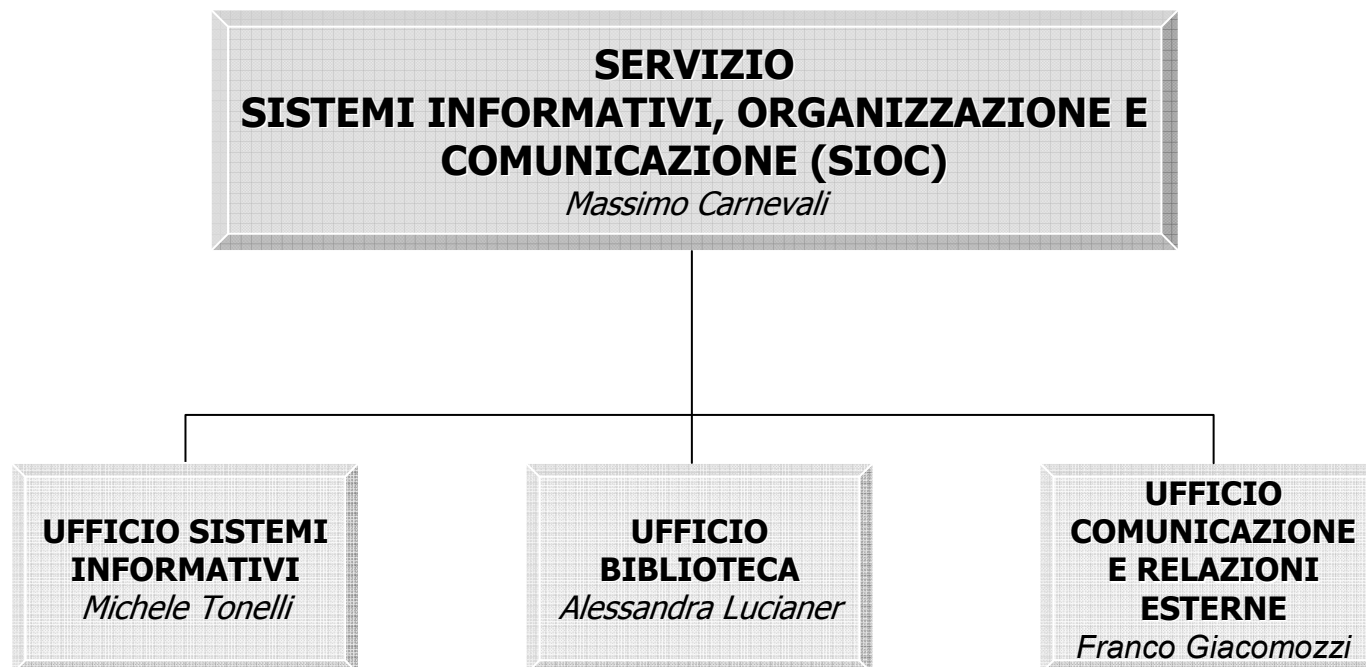 SERVIZIO
SISTEMI INFORMATIVI, ORGANIZZAZIONE E
COMUNICAZIONE (SIOC)
Massimo Carnevali
UFFICIO SISTEMI
INFORMATIVI
Michele Tonelli
UFFICIO
BIBLIOTECA
Alessandra Lucianer
UFFICIO
COMUNICAZIONE
E RELAZIONI
ESTERNE
Franco Giacomozzi